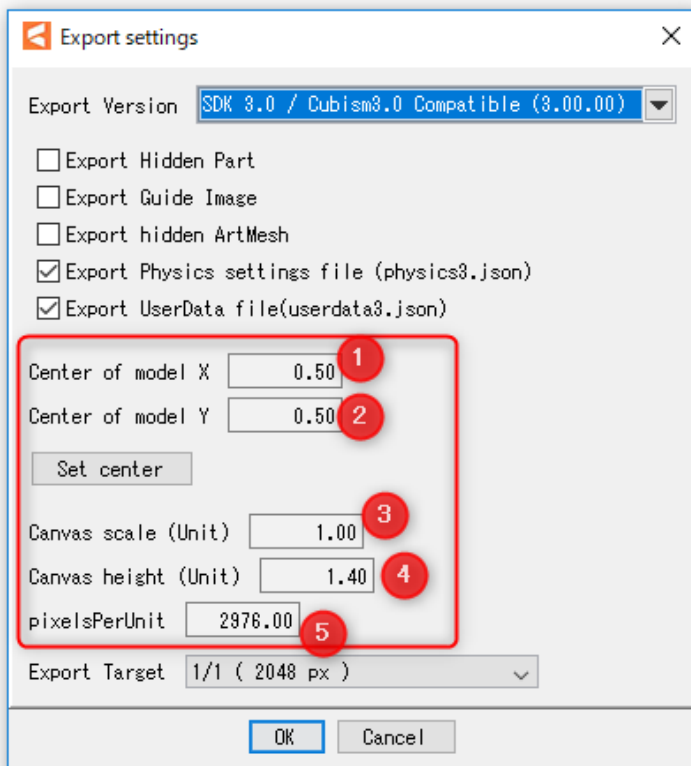 Export settings
Export Version SDK 3.0 / Cubism3.0 Compatible (3.00.00)
Export Hidden Part
Export Guide Image
Export hidden ArtMesh
Export Physics settings file (physics3.json)
Export UserData file(userdata3.json)
Center of model X 0.50 1
Center of model Y 0.50 2
Set center
Canvas scale (Unit) 1.00 3
Canvas height (Unit) 1.40 4
pixelsPerUnit 2976.00 5
Export Target 1/1 ( 2048 px )
OK Cancel